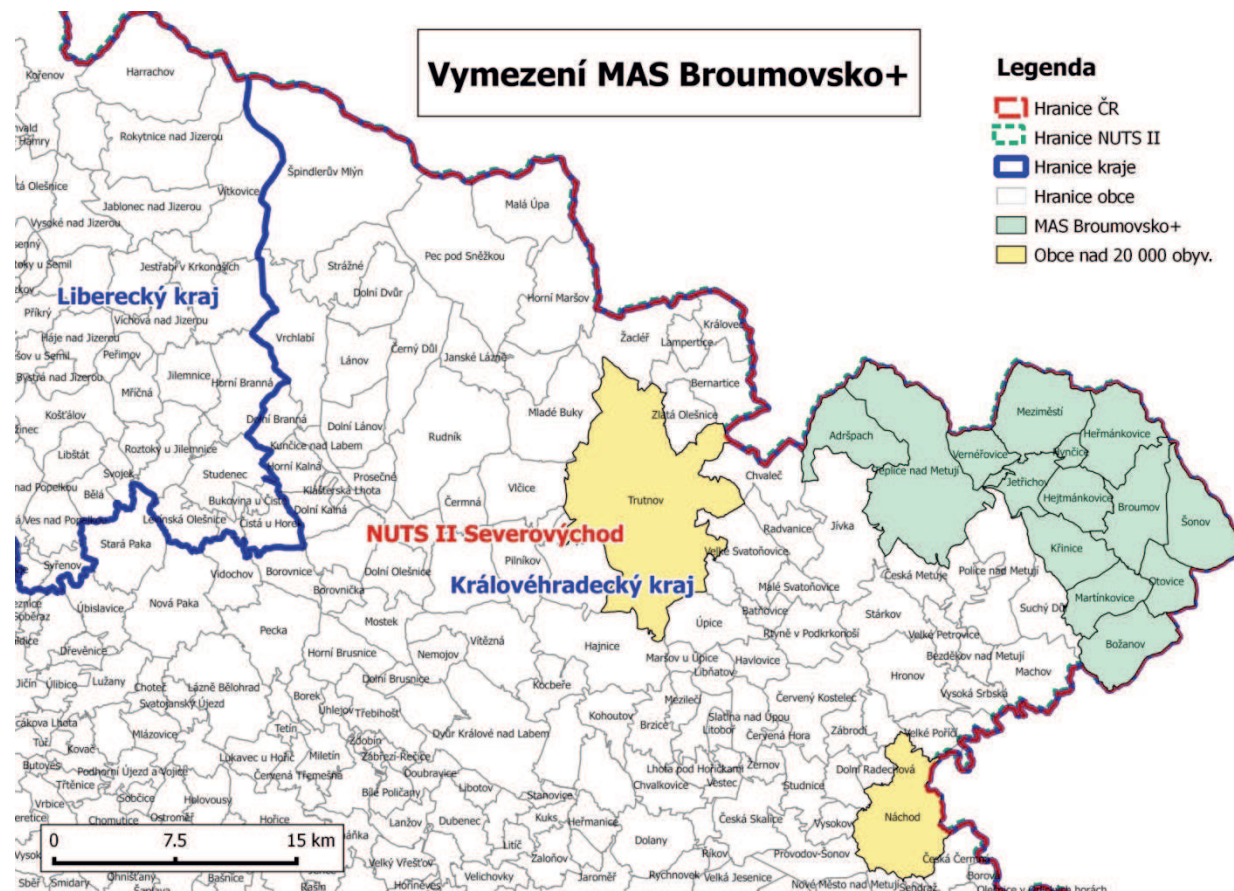 Vymezení MAS Broumovsko+
Legenda
Hranice ČR
Hranice NUTS II
Hranice kraje
Hranice obce
MAS Broumovsko+
Obce nad 20 000 obyv.
Kořenov
Harrachov
Rokytnice nad Jizerou
Špindlerův Mlýn
Vítkovice
Malá Úpa
Jablonec nad Jizerou
Vysoké nad Jizerou
Pec pod Sněžkou
Jestřabí v Krkonoších
Strážné
Dolní Dvůr
Horní Maršov
Liberecký kraj
Příkrý
Víchová nad Jizerou
Háje nad Jizerou
Peřimov
Vrchlabí
Lánov
Černý Důl
Janské Lázně
Žacléř
Královec
Lampertice
Bernartice
Bystrá nad Jizerou
Mříčná
Jilemnice
Horní Branná
Mladé Buky
Zlatá Olešnice
Košťálov
Dolní Branná
Dolní Lánov
Rudník
Libštát
Roztoky u Jilemnice
Kunčice nad Labem
Svojek
Studenec
Horní Kalná
Prosečné
Klášterská Lhota
Bělá
Bukovina u Čisté
Dolní Kalná
Čermná
Vlčice
Trutnov
Chvaleč
Stará Paka
Čistá u Horek
NUTS II Severovýchod
Radvanice
Jívka
Adršpach
Teplice nad Metují
Vernéřovice
Meziměstí
Heřmánkovice
Jetřichov
Hejtmánkovice
Broumov
Šonov
Křinice
Otovice
Martínkovice
Božanov
Syřenov
Vidochov
Borovnice
Dolní Olešnice
Pilníkov
Velké Svatoňovice
Královéhradecký kraj
Borovnička
Malé Svatoňovice
Česká Metuje
Police nad Metují
Úbislavice
Nová Paka
Mostek
Batňovice
Stárkov
Suchý Důl
Pecka
Vítězná
Hajnice
Úpice
Rtyně v Podkrkonoší
Velké Petrovice
Dřevěnice
Horní Brusnice
Nemojov
Maršov u Úpice
Havlovice
Bezděkov nad Metují
Libňatov
Hronov
Machov
Jičín
Úlibice
Lužany
Choteč
Lázně Bělohrad
Dolní Brusnice
Kocbeře
Mezilečí
Červený Kostelec
Vysoká Srbská
Svatojanský Újezd
Borek
Úhlejov
Třebihošť
Kohoutov
Brzice
Slatina nad Úpou
Litoboř
Zábrodí
Velké Poříčí
Mlázovice
Tetín
Zdobín
Dvůr Králové nad Labem
Červená Hora
Kovač
Lukavec u Hořic
Miletín
Zábřezí-Řečice
Lhota pod Hořičkami
Žernov
Dolní Radechová
Butoves
Podhorní Újezd a Vojice
Červená Třemešná
Doubravice
Chvalkovice
Vestec
Studnice
Třtěnice
Sobčice
Holovousy
Bílé Poličany
Libotov
Stanovice
Vrbice
Chomutice
Ostroměř
Hořice
Lanžov
Dubenec
Kuks
Heřmanice
Česká Skalice
Vysokov
Náchod
Litíč
Dolany
Zaloňov
Říkov
Provodov-Šonov
Česká Čermná
Velký Vřešťov
Borová
Sběř
Smidary
Bašnice
Velichovky
Jaroměř
Rychnovek
Velká Jesenice
Nové Město nad Metují
0
7.5
15 km